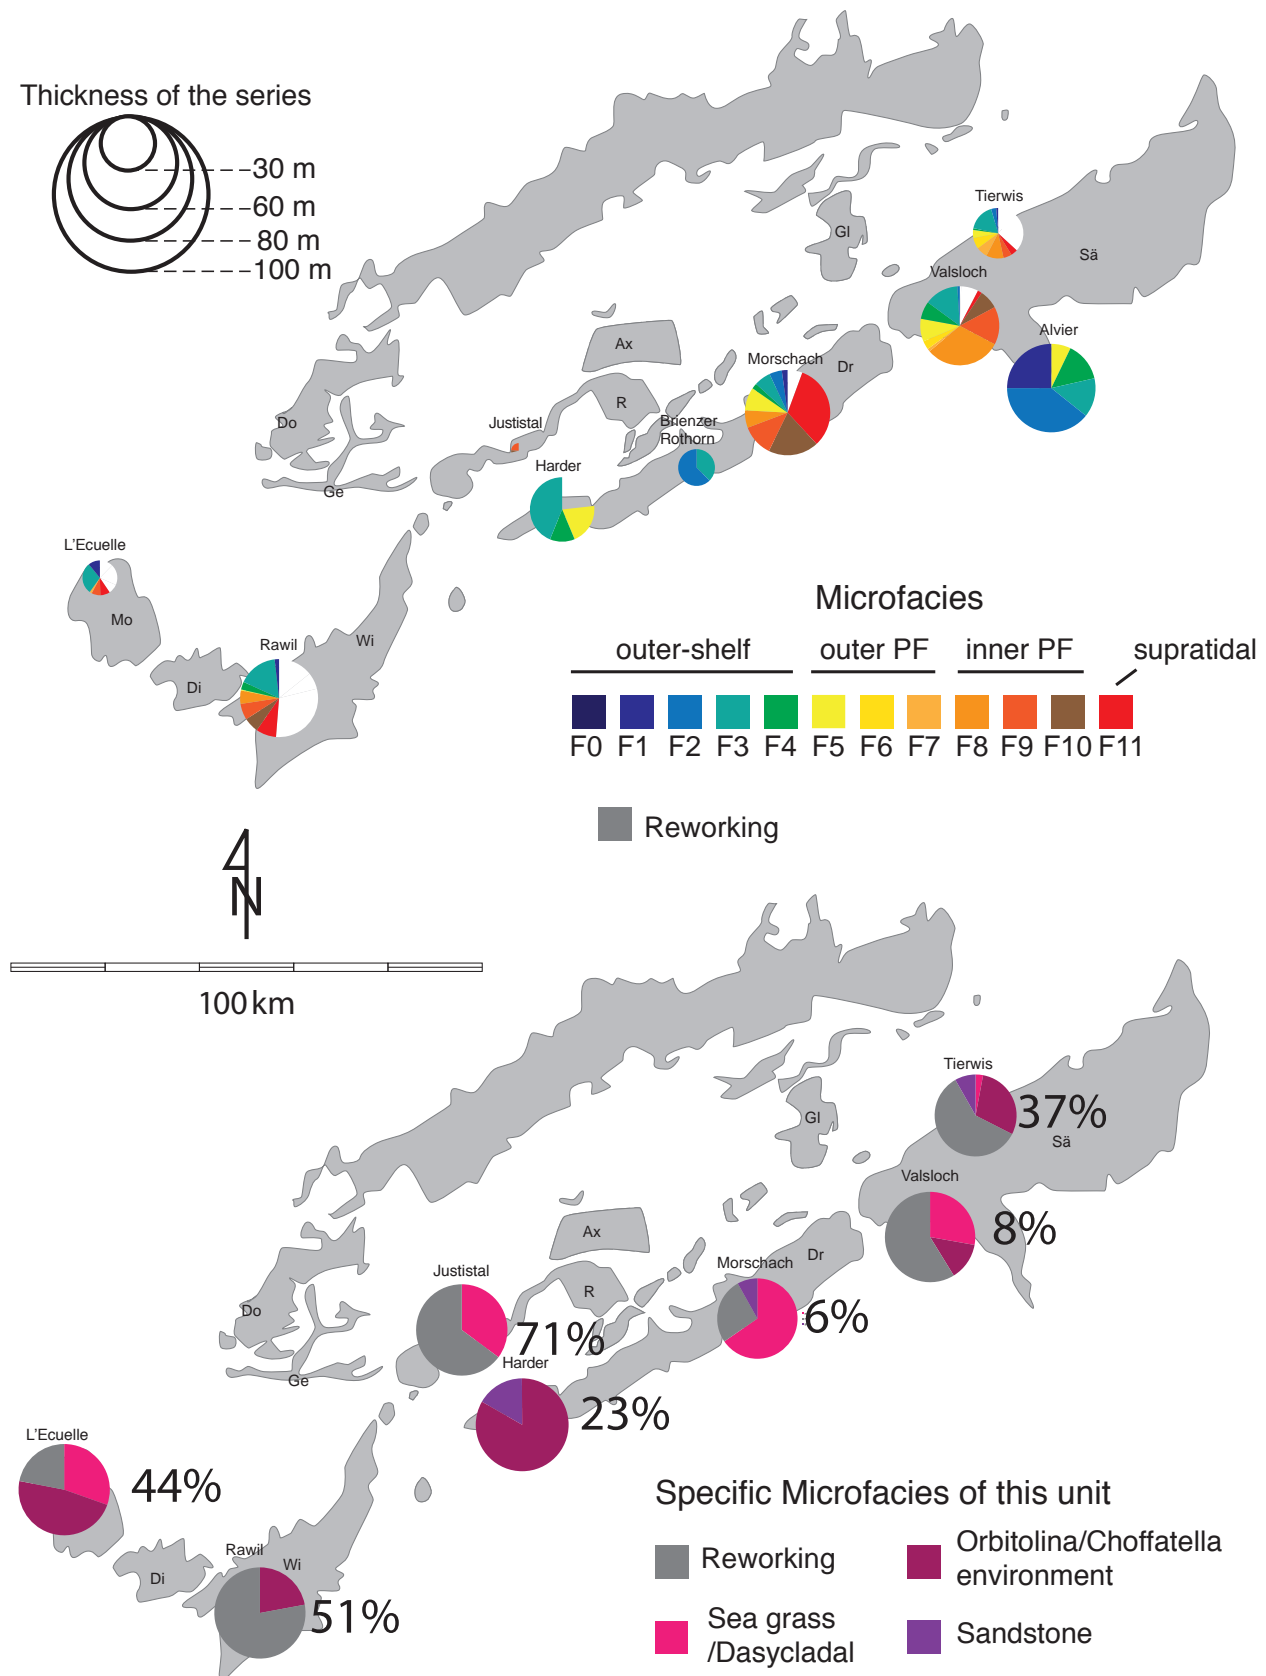 Thickness of the series
30 m
60 m
80 m
100 m
Tierwis
Gl
Sä
Valsloch
Alvier
Ax
Morschach
Dr
R
Justistal
Brienzer
Rothorn
Do
Harder
Ge
L'Ecuelle
Mo
Rawil
Wi
Di
Microfacies
outer-shelf
outer PF
inner PF
supratidal
F0
F1
F2
F3
F4
F5
F6
F7
F8
F9
F10
F11
Reworking
N
100 km
Tierwis
37%
Gl
Sä
Valsloch
8%
Ax
Dr
Morschach
6%
Justistal
R
71%
Do
Harder
Ge
23%
L'Ecuelle
44%
Rawil
Wi
Di
51%
Specific Microfacies of this unit
Reworking
Orbitolina/Choffatella
environment
Sea grass
/Dasycladal
Sandstone